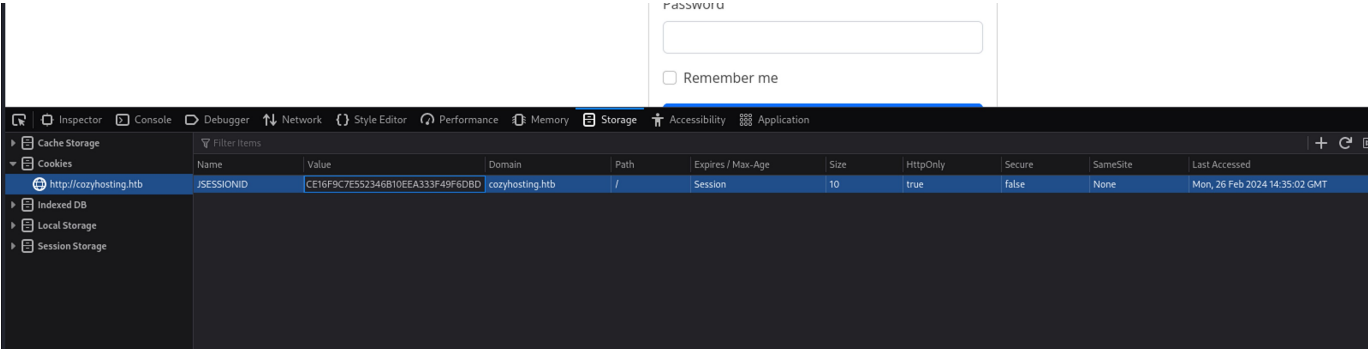 Password
Remember me
Inspector Console Debugger Network {} Style Editor Performance Memory Storage Accessibility Application
Cache Storage Filter Items
Cookies Name Value Domain Path Expires / Max-Age Size HttpOnly Secure SameSite Last Accessed
http://cozyhosting.htb JSESSIONID CE16F9C7E552346B10EEA333F49F6DBD cozyhosting.htb / Session 10 true false None Mon, 26 Feb 2024 14:35:02 GMT
Indexed DB
Local Storage
Session Storage